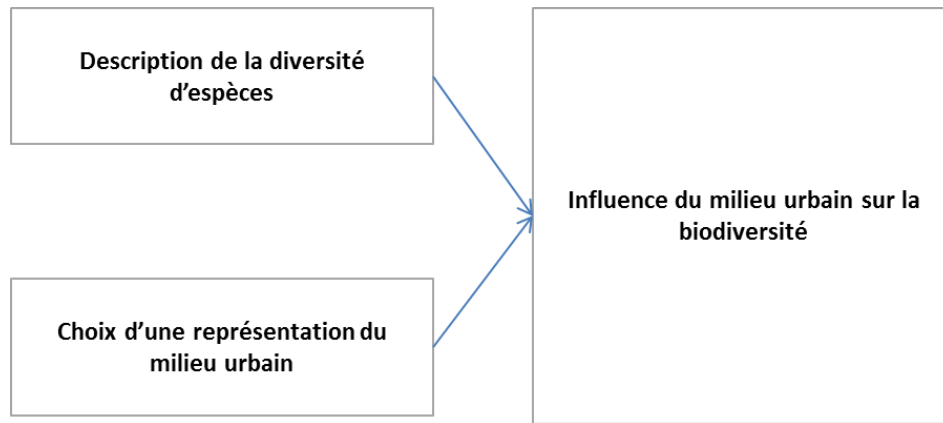 Description de la diversité
d’espèces
Influence du milieu urbain sur la
biodiversité
Choix d’une représentation du
milieu urbain